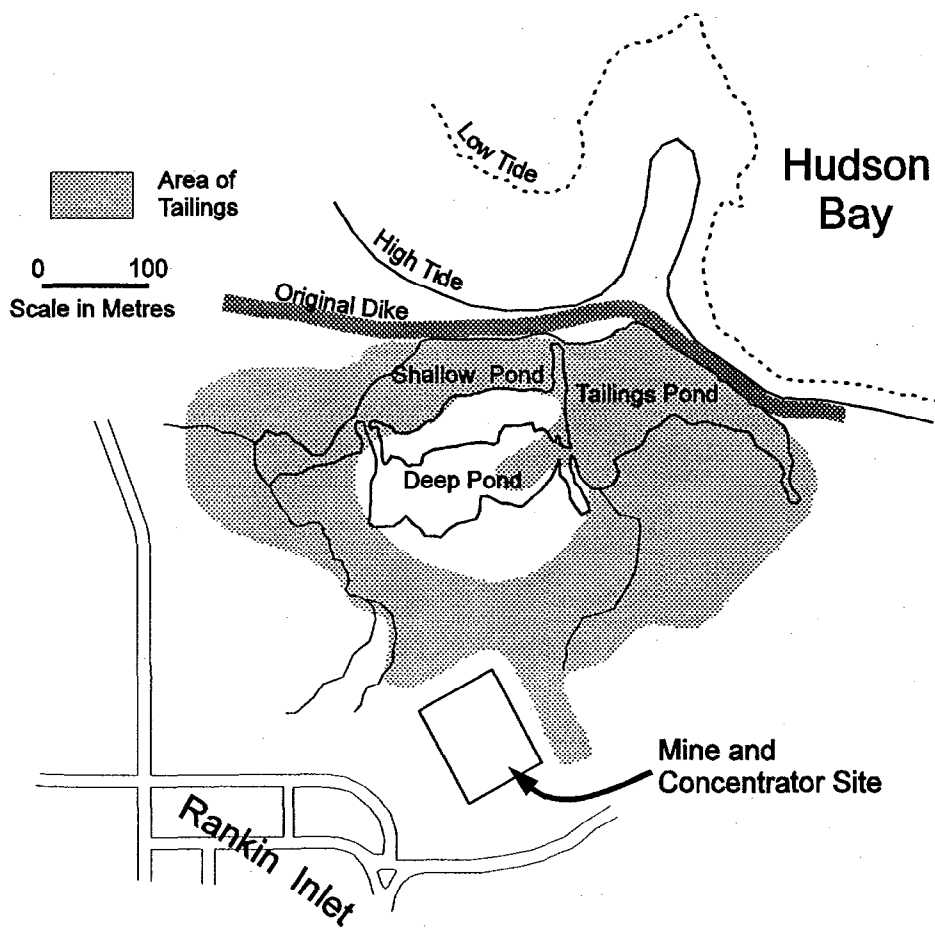 Low Tide
Hudson
Bay
Area of
Tailings
High Tide
0 100
Scale in Metres
Original Dike
Shallow Pond
Tailings Pond
Deep Pond
Mine and
Concentrator Site
Rankin Inlet